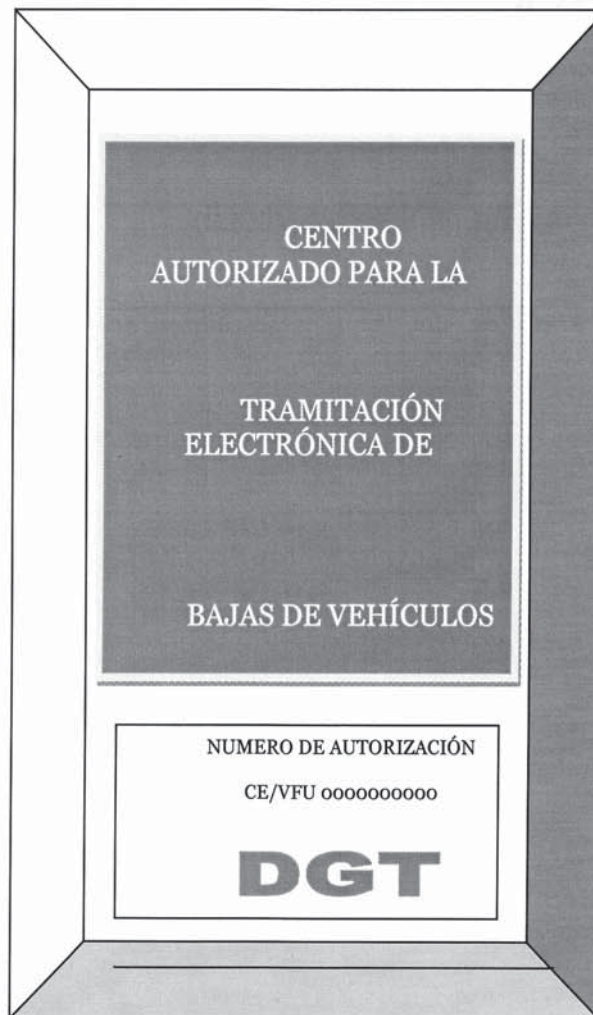 CENTRO
AUTORIZADO PARA LA
TRAMITACIÓN
ELECTRÓNICA DE
BAJAS DE VEHÍCULOS
NUMERO DE AUTORIZACIÓN
CE/VFU 0000000000
DGT